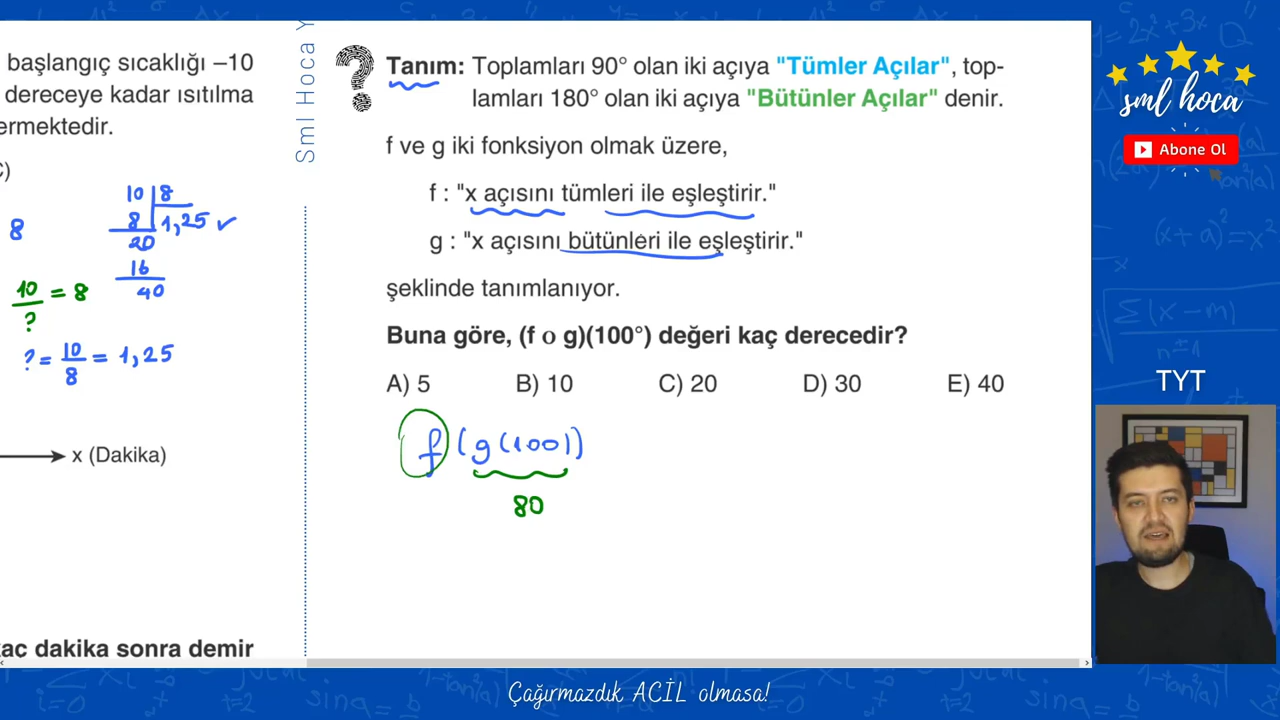 başlangıç sıcaklığı –10
dereceye kadar ısıtılma
ermektedir.
C)
8
10 8
8 1,25 ✓
20
16
40
10/? = 8
? = 10/8 = 1,25
x (Dakika)
kaç dakika sonra demir
Sml Hoca Y
Tanım: Toplamları 90° olan iki açıya "Tümler Açılar", top-
lamları 180° olan iki açıya "Bütünler Açılar" denir.
f ve g iki fonksiyon olmak üzere,
f : "x açısını tümleri ile eşleştirir."
g : "x açısını bütünleri ile eşleştirir."
şeklinde tanımlanıyor.
Buna göre, (f o g)(100°) değeri kaç derecedir?
A) 5 B) 10 C) 20 D) 30 E) 40
f (g(100))
80
sml hoca
Abone Ol
TYT
Çağırmazdık ACİL olmasa!